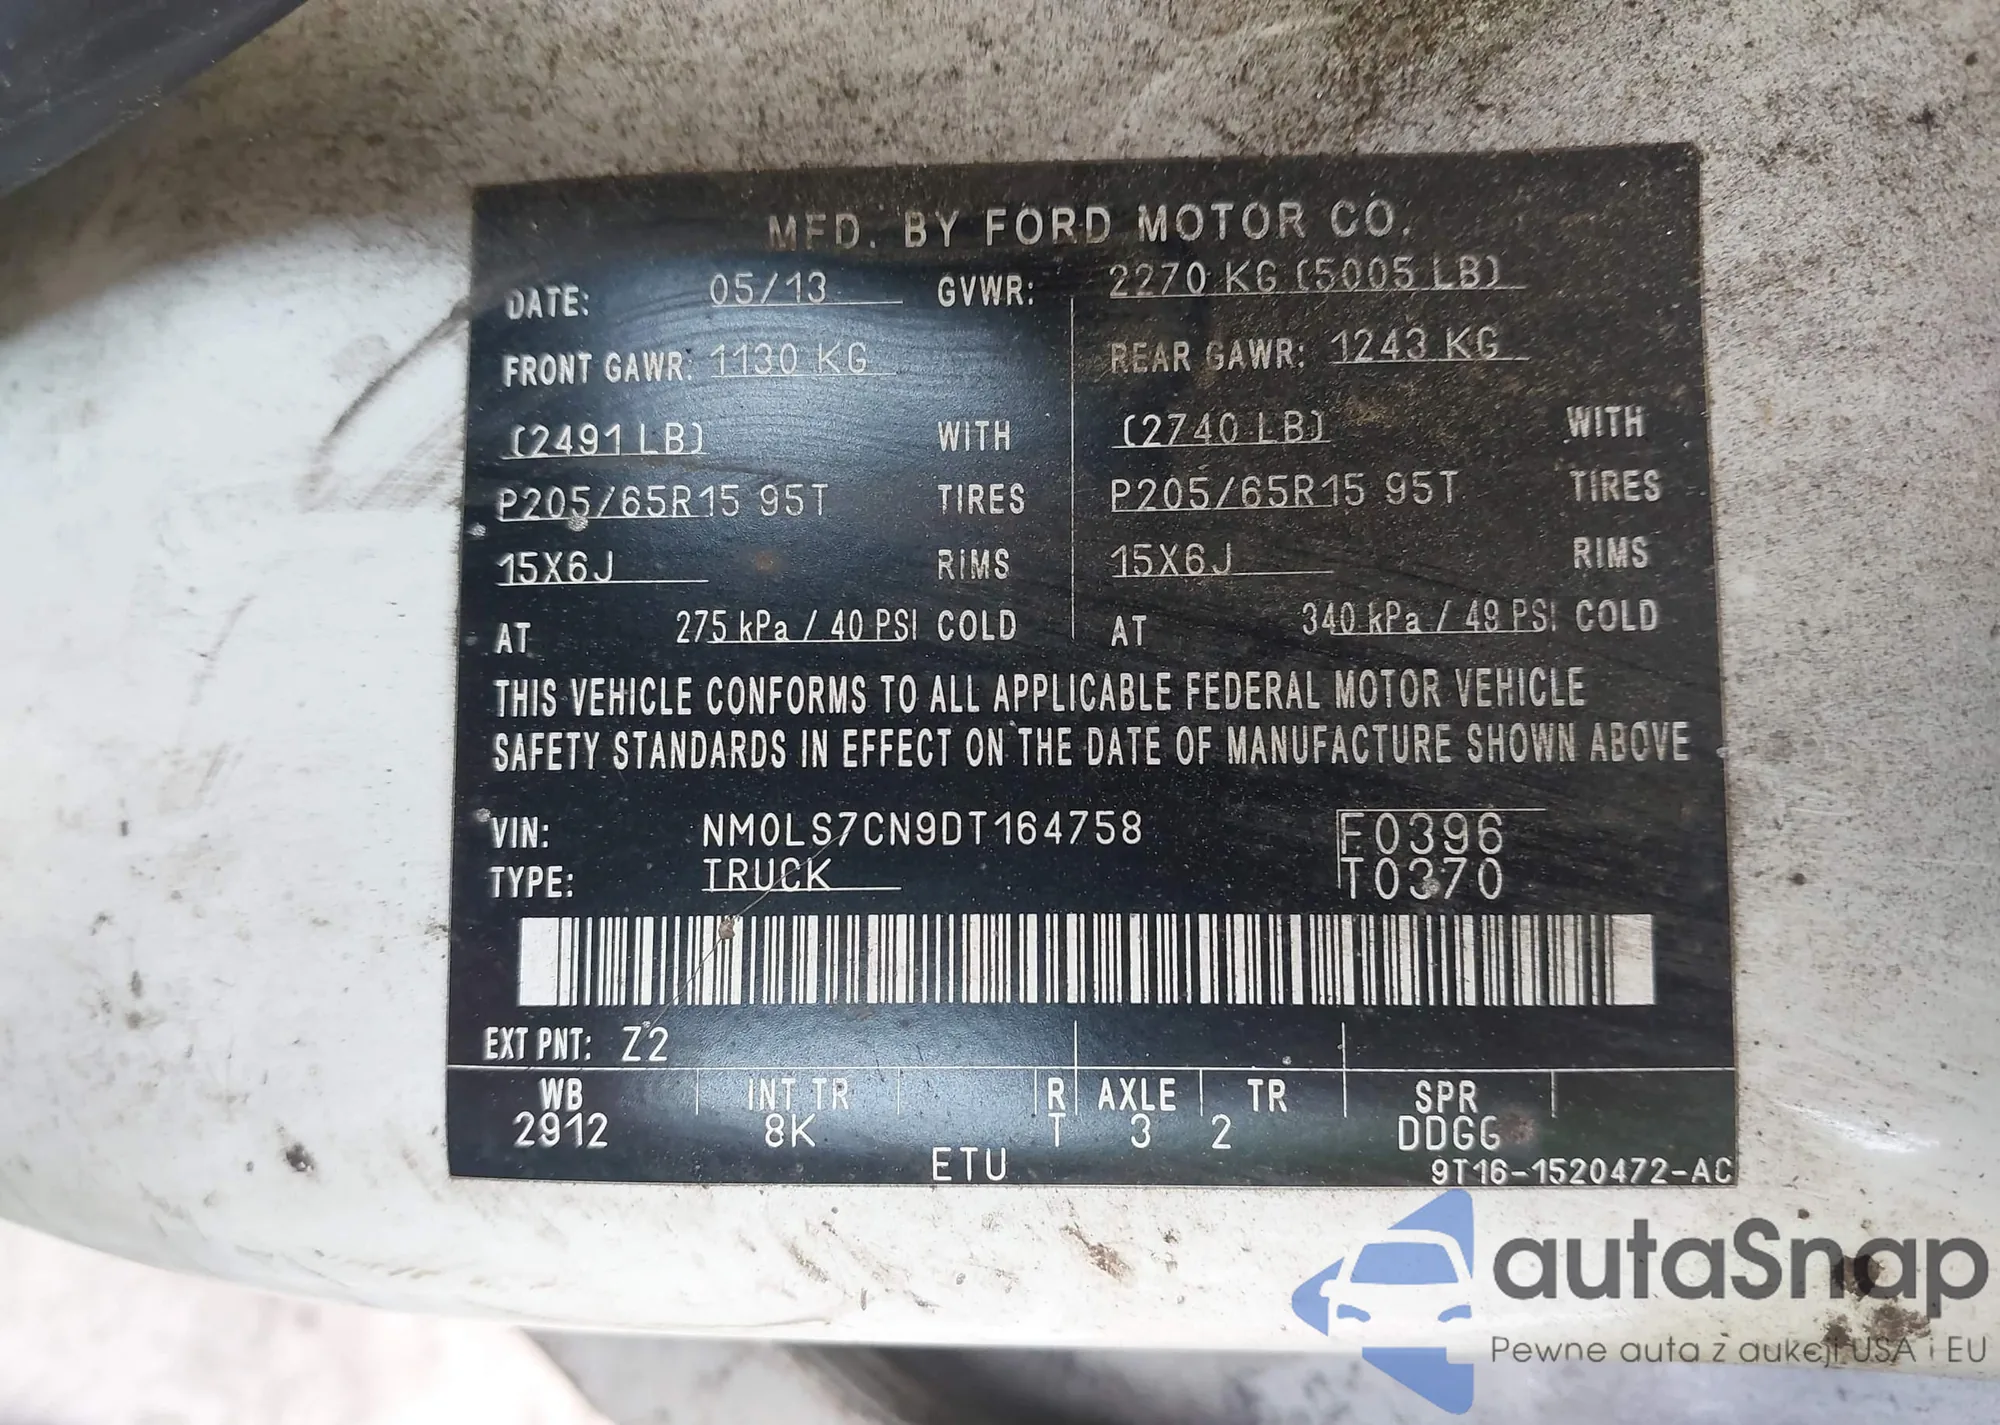 MFD. BY FORD MOTOR CO.
DATE: 05/13 GVWR: 2270 KG (5005 LB)
FRONT GAWR: 1130 KG REAR GAWR: 1243 KG
(2491 LB) WITH (2740 LB) WITH
P205/65R15 95T TIRES P205/65R15 95T TIRES
15X6J RIMS 15X6J RIMS
AT 275 kPa / 40 PSI COLD AT 340 kPa / 49 PSI COLD
THIS VEHICLE CONFORMS TO ALL APPLICABLE FEDERAL MOTOR VEHICLE
SAFETY STANDARDS IN EFFECT ON THE DATE OF MANUFACTURE SHOWN ABOVE
VIN: NM0LS7CN9DT164758 F0396
TYPE: TRUCK T0370
EXT PNT: Z2
WB INT TR R AXLE TR SPR
2912 8K T 3 2 DDGG
ETU 9T16-1520472-AC
autaSnap
Pewne auta z aukcji USA i EU